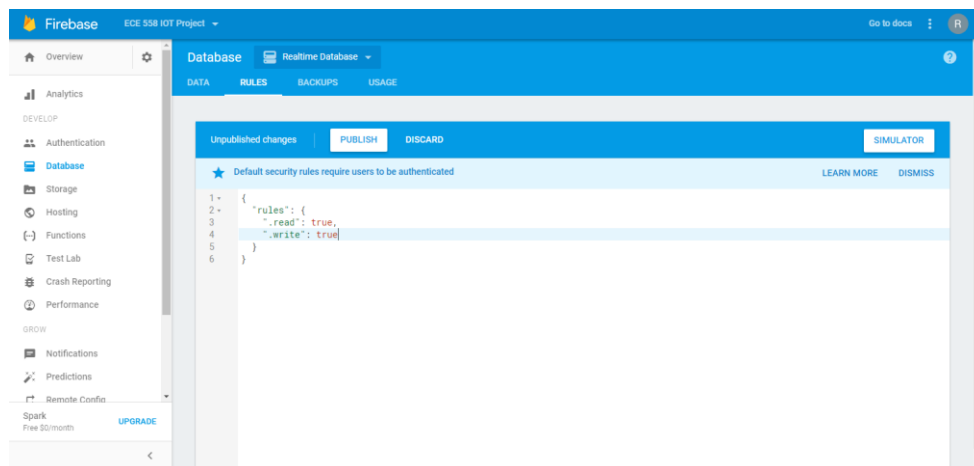 Firebase ECE 558 IOT Project Go to docs R
Overview
Analytics
DEVELOP
Authentication
Database
Storage
Hosting
Functions
Test Lab
Crash Reporting
Performance
GROW
Notifications
Predictions
Remote Config
Spark
Free $0/month
UPGRADE
Database Realtime Database
DATA RULES BACKUPS USAGE
Unpublished changes PUBLISH DISCARD SIMULATOR
Default security rules require users to be authenticated LEARN MORE DISMISS
1 {
2 "rules": {
3 ".read": true,
4 ".write": true
5 }
6 }